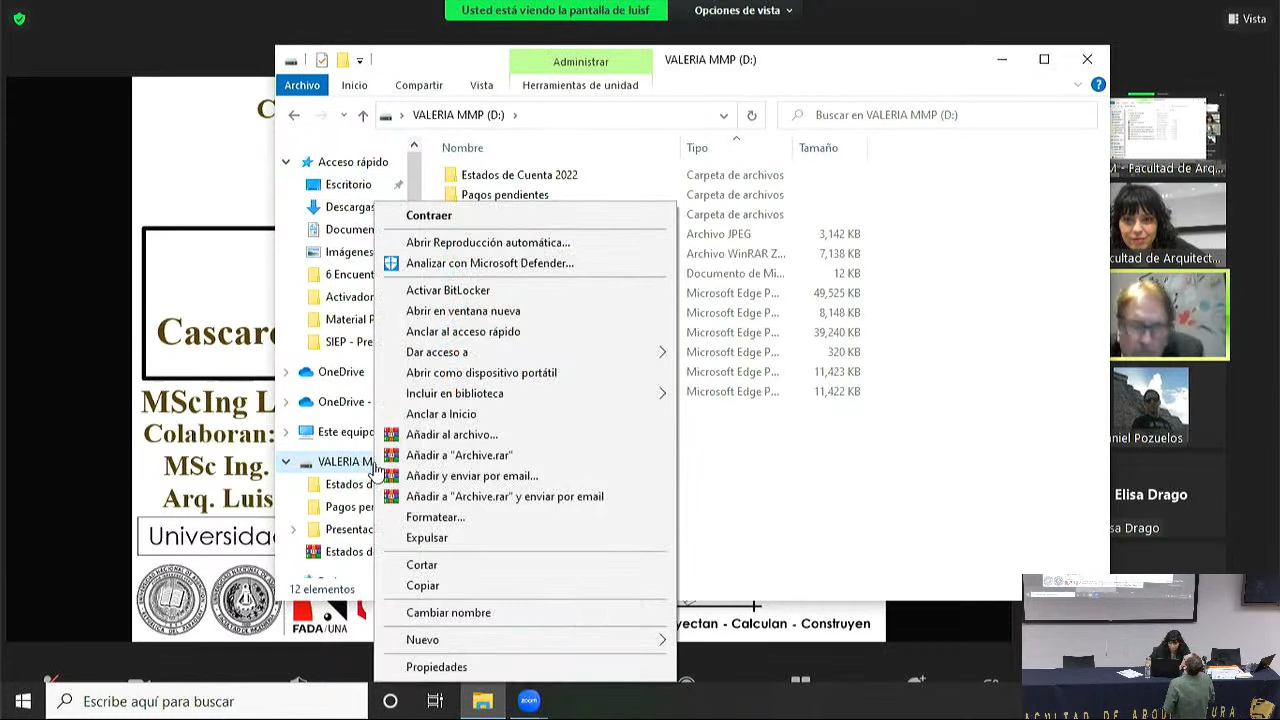 Usted está viendo la pantalla de luisf
Opciones de vista
Vista
Administrar
VALERIA MMP (D:)
Archivo
Inicio
Compartir
Vista
Herramientas de unidad
VALERIA MMP (D:)
Buscar en VALERIA MMP (D:)
Nombre
Tipo
Tamaño
Acceso rápido
Escritorio
Descargas
Documen
Imágenes
6 Encuent
Activador
Material P
SIEP - Pre
OneDrive
OneDrive -
Este equipo
VALERIA M
Estados d
Pagos per
Presentac
Estados d
12 elementos
Estados de Cuenta 2022
Carpeta de archivos
Pagos pendientes
Carpeta de archivos
Carpeta de archivos
Archivo JPEG 3,142 KB
Archivo WinRAR Z... 7,138 KB
Documento de Mi... 12 KB
Microsoft Edge P... 49,525 KB
Microsoft Edge P... 8,148 KB
Microsoft Edge P... 39,240 KB
Microsoft Edge P... 320 KB
Microsoft Edge P... 11,423 KB
Microsoft Edge P... 11,422 KB
Contraer
Abrir Reproducción automática...
Analizar con Microsoft Defender...
Activar BitLocker
Abrir en ventana nueva
Anclar al acceso rápido
Dar acceso a
Abrir como dispositivo portátil
Incluir en biblioteca
Anclar a Inicio
Añadir al archivo...
Añadir a "Archive.rar"
Añadir y enviar por email...
Añadir a "Archive.rar" y enviar por email
Formatear...
Expulsar
Cortar
Copiar
Cambiar nombre
Nuevo
Propiedades
C
Cascaro
MScIng L
Colaboran:
MSc Ing.
Arq. Luis
Universida
FADA/UNA
yectan - Calculan - Construyen
M - Facultad de Arq...
cultad de Arquitect...
niel Pozuelos
Elisa Drago
sa Drago
Escribe aquí para buscar
zoom
FACULTAD DE ARQUITECTURA